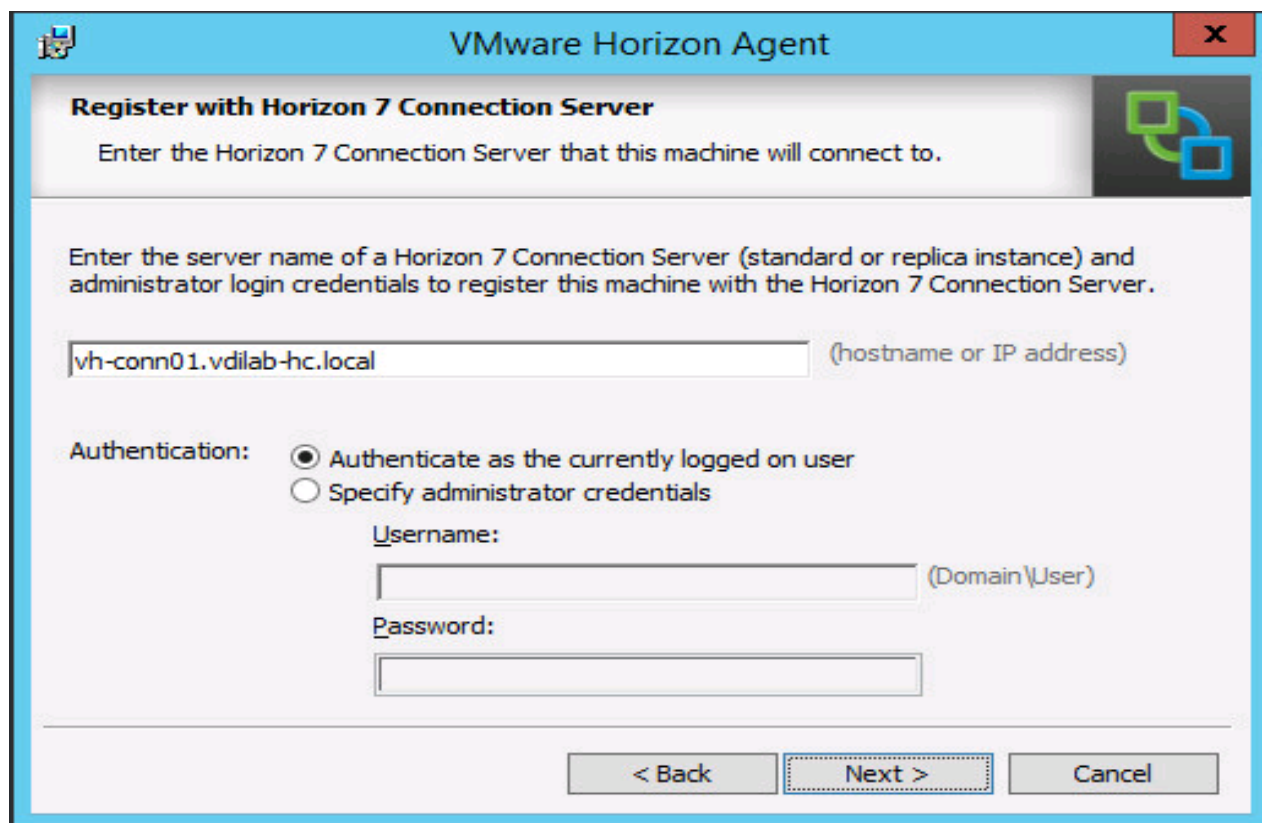 VMware Horizon Agent
x
Register with Horizon 7 Connection Server
Enter the Horizon 7 Connection Server that this machine will connect to.
Enter the server name of a Horizon 7 Connection Server (standard or replica instance) and
administrator login credentials to register this machine with the Horizon 7 Connection Server.
vh-conn01.vdilab-hc.local (hostname or IP address)
Authentication: Authenticate as the currently logged on user
Specify administrator credentials
Username:
(Domain\User)
Password:
< Back Next > Cancel